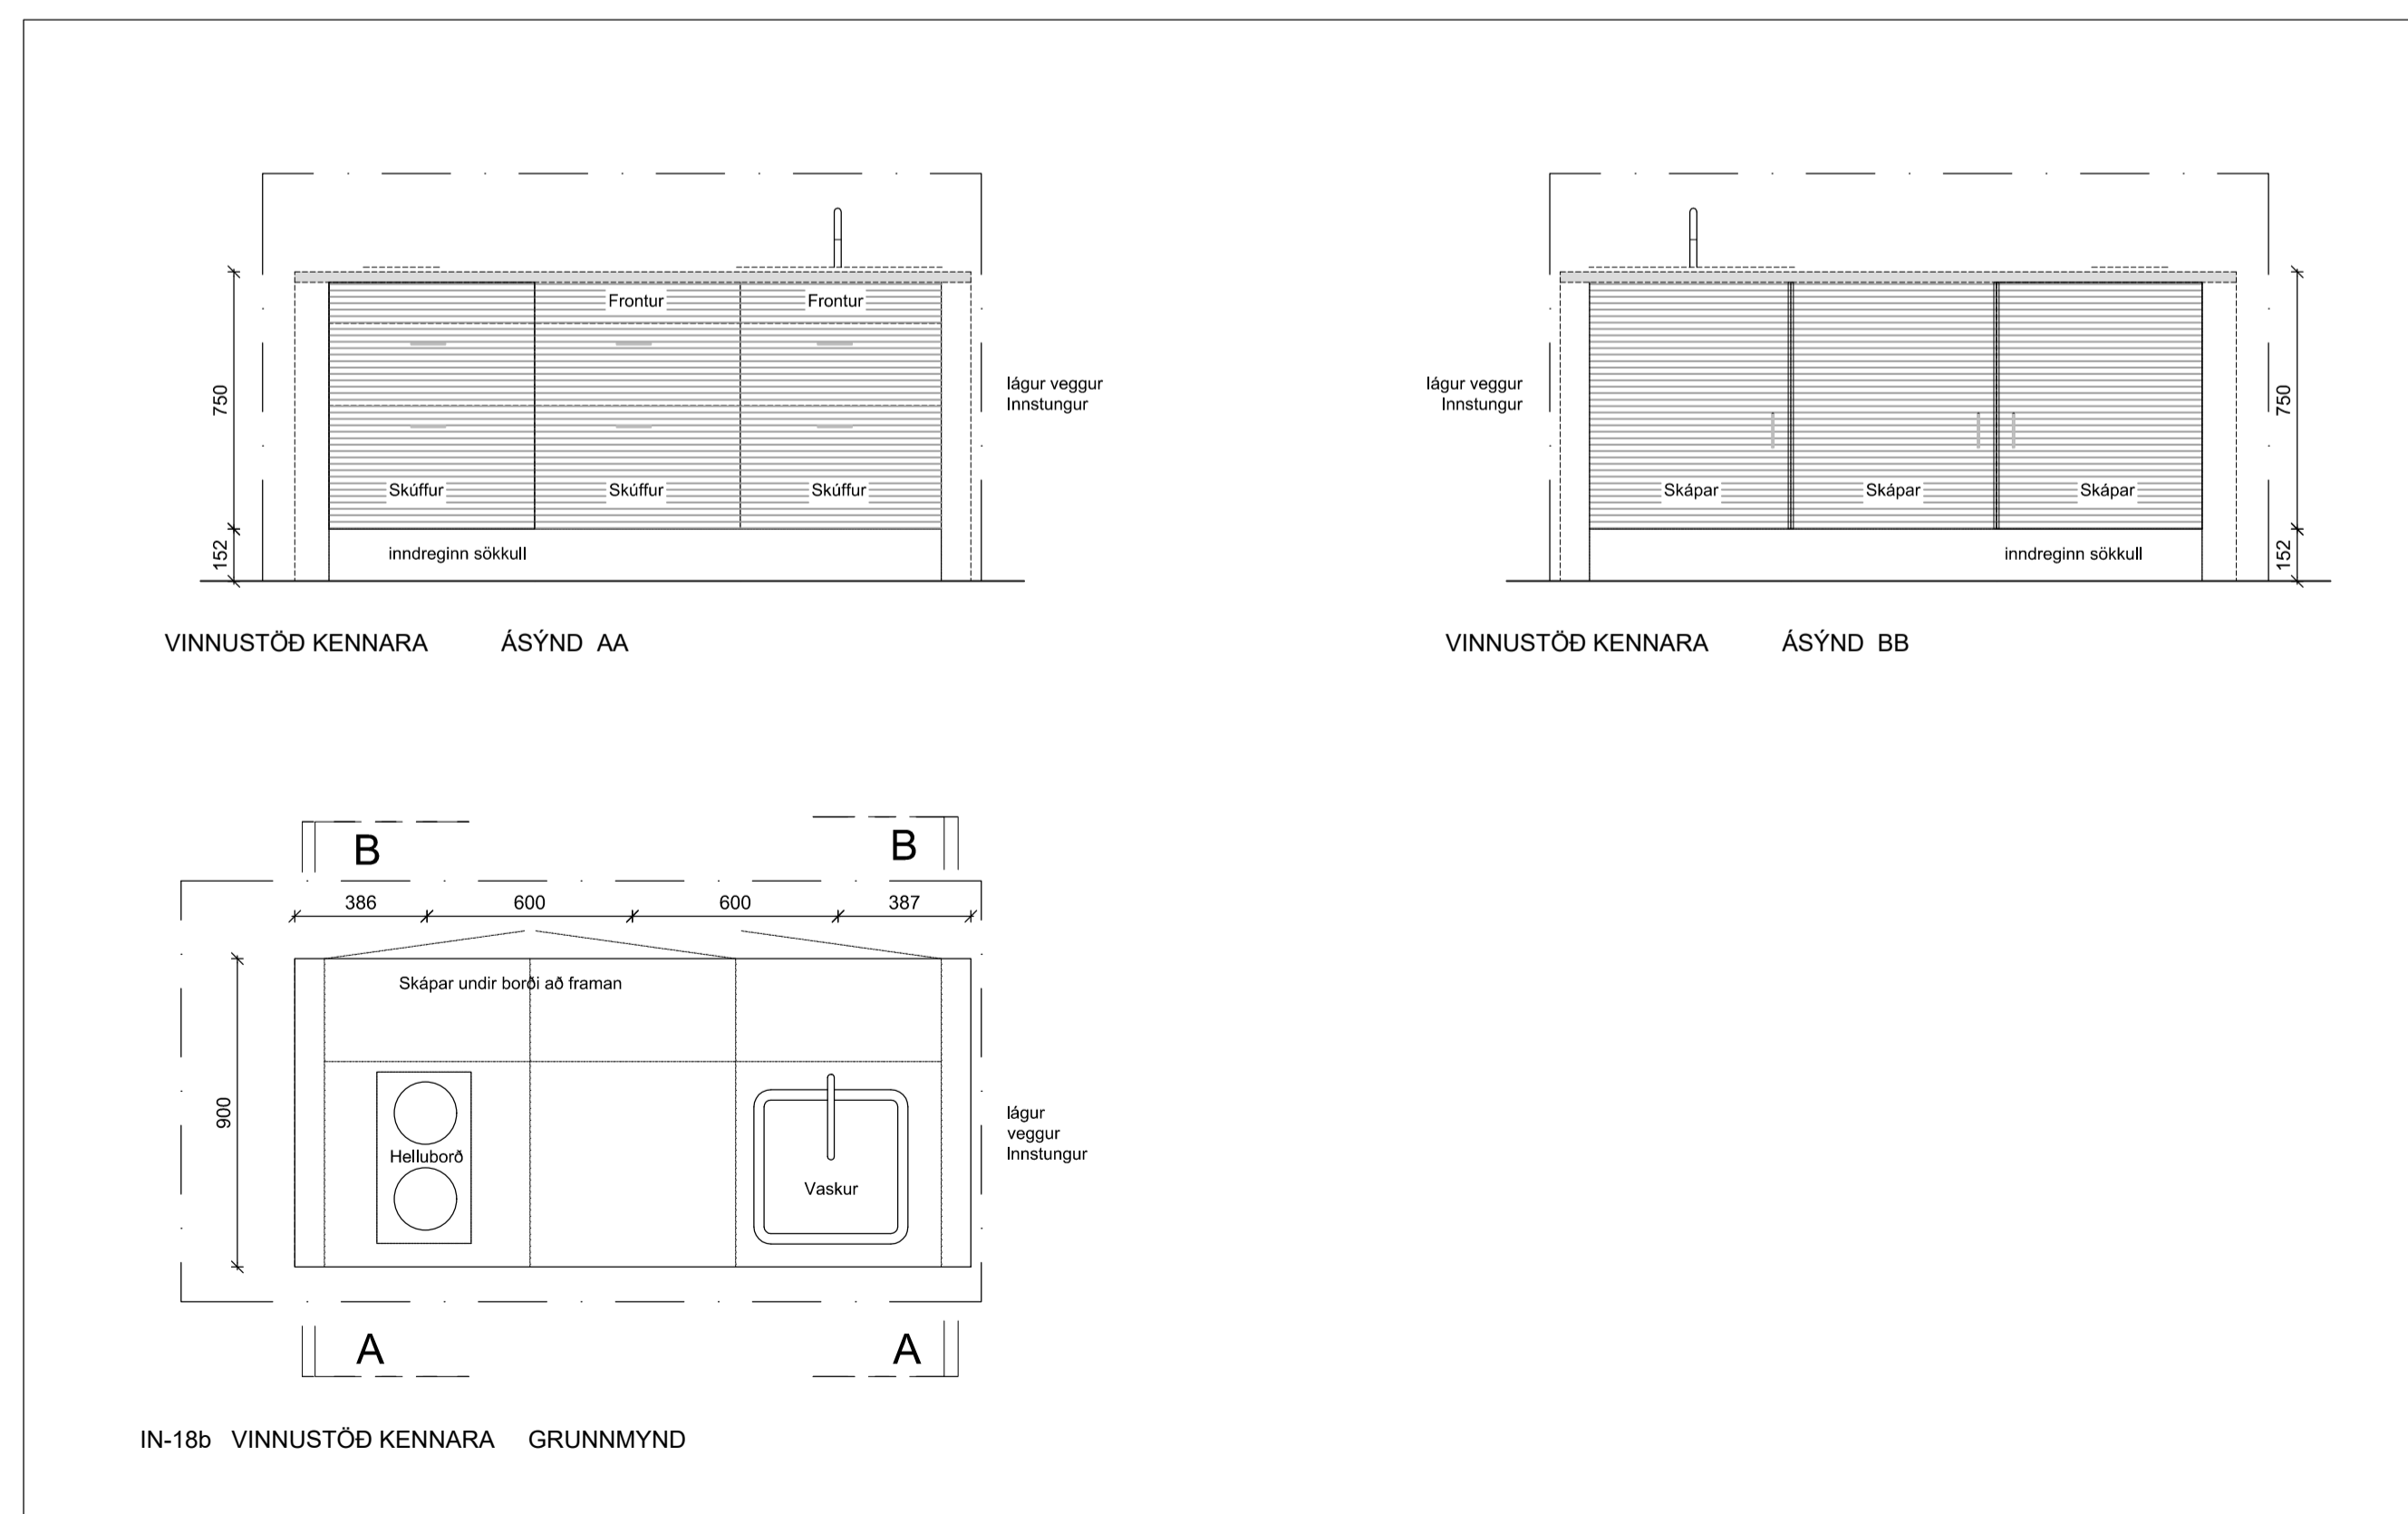 Frontur
Frontur
750
lágur veggur
Innstungur
Skúffur
Skúffur
Skúffur
152
inndreginn sökkull
VINNUSTÖÐ KENNARA ÁSÝND AA
lágur veggur
Innstungur
750
Skápar
Skápar
Skápar
inndreginn sökkull
152
VINNUSTÖÐ KENNARA ÁSÝND BB
B
B
386
600
600
387
Skápar undir borði að framan
900
Helluborð
Vaskur
lágur
veggur
Innstungur
A
A
IN-18b VINNUSTÖÐ KENNARA GRUNNMYND